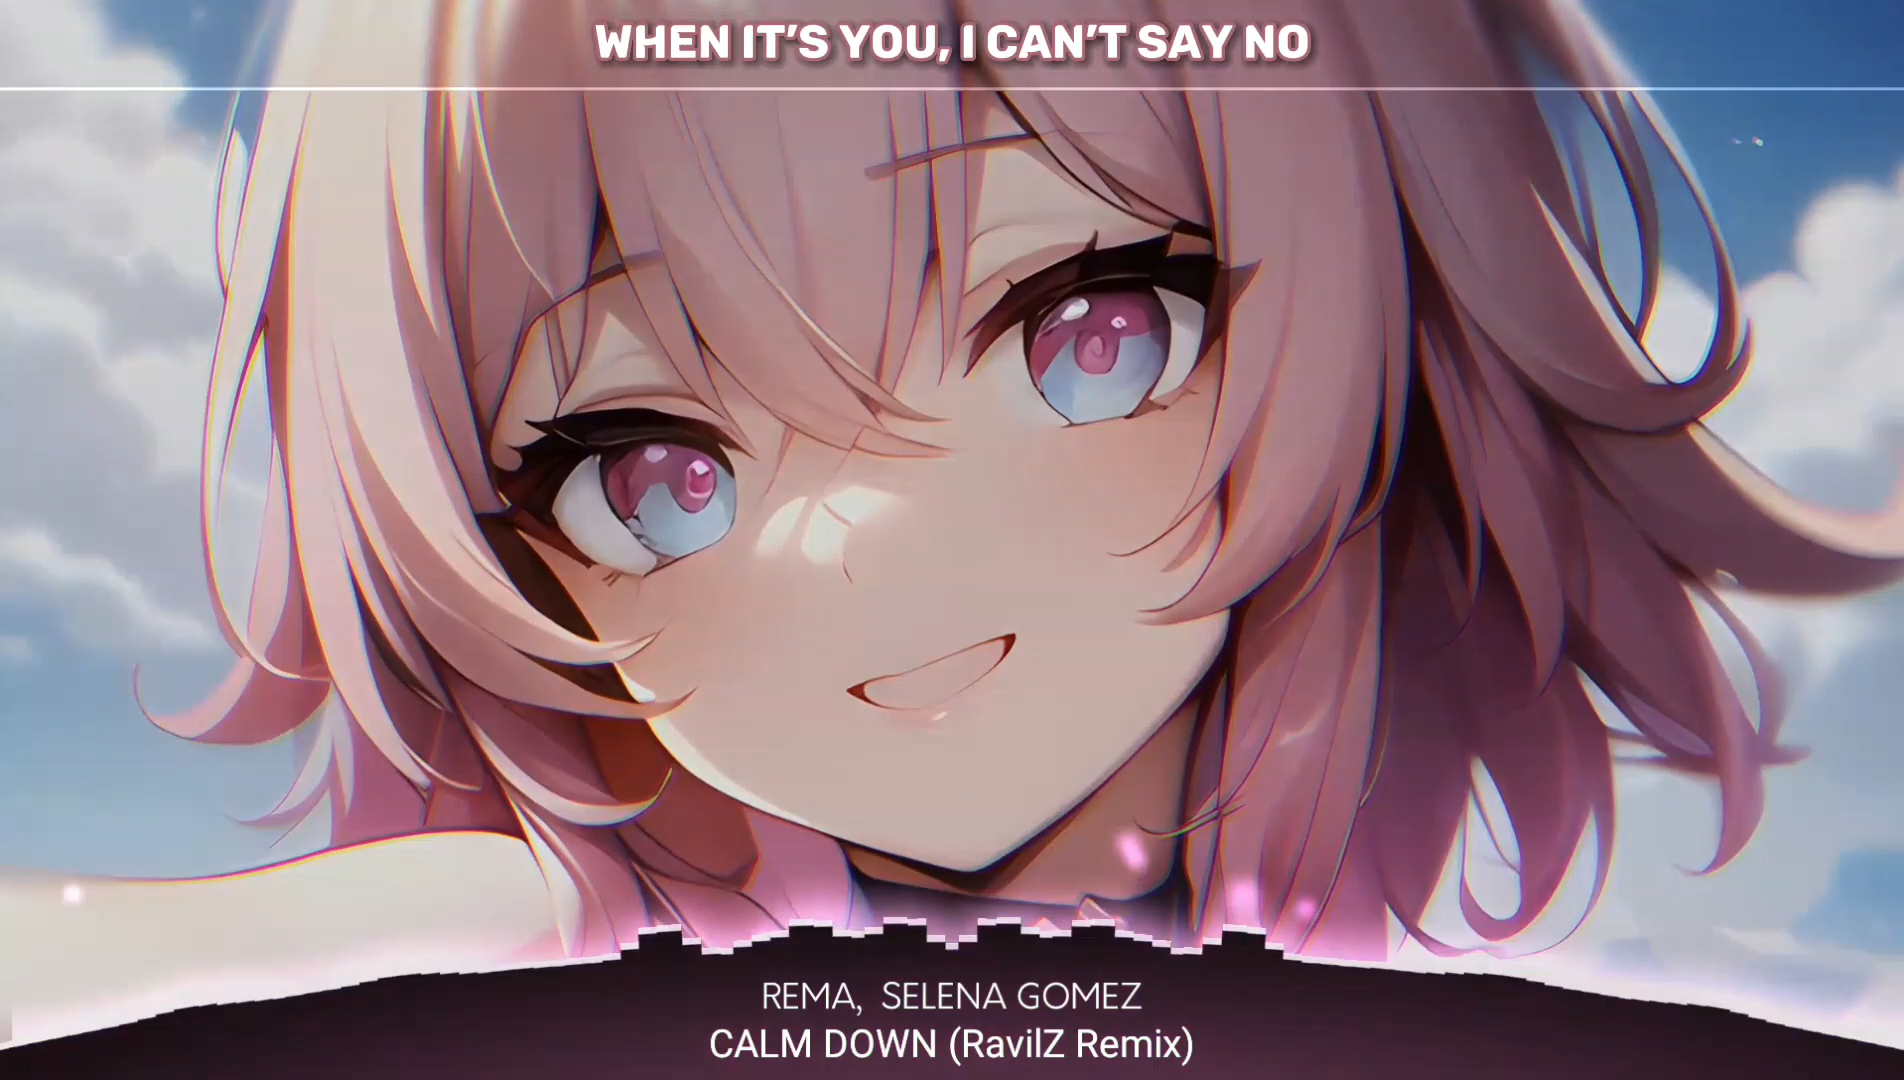 WHEN IT’S YOU, I CAN’T SAY NO
REMA, SELENA GOMEZ
CALM DOWN (RavilZ Remix)